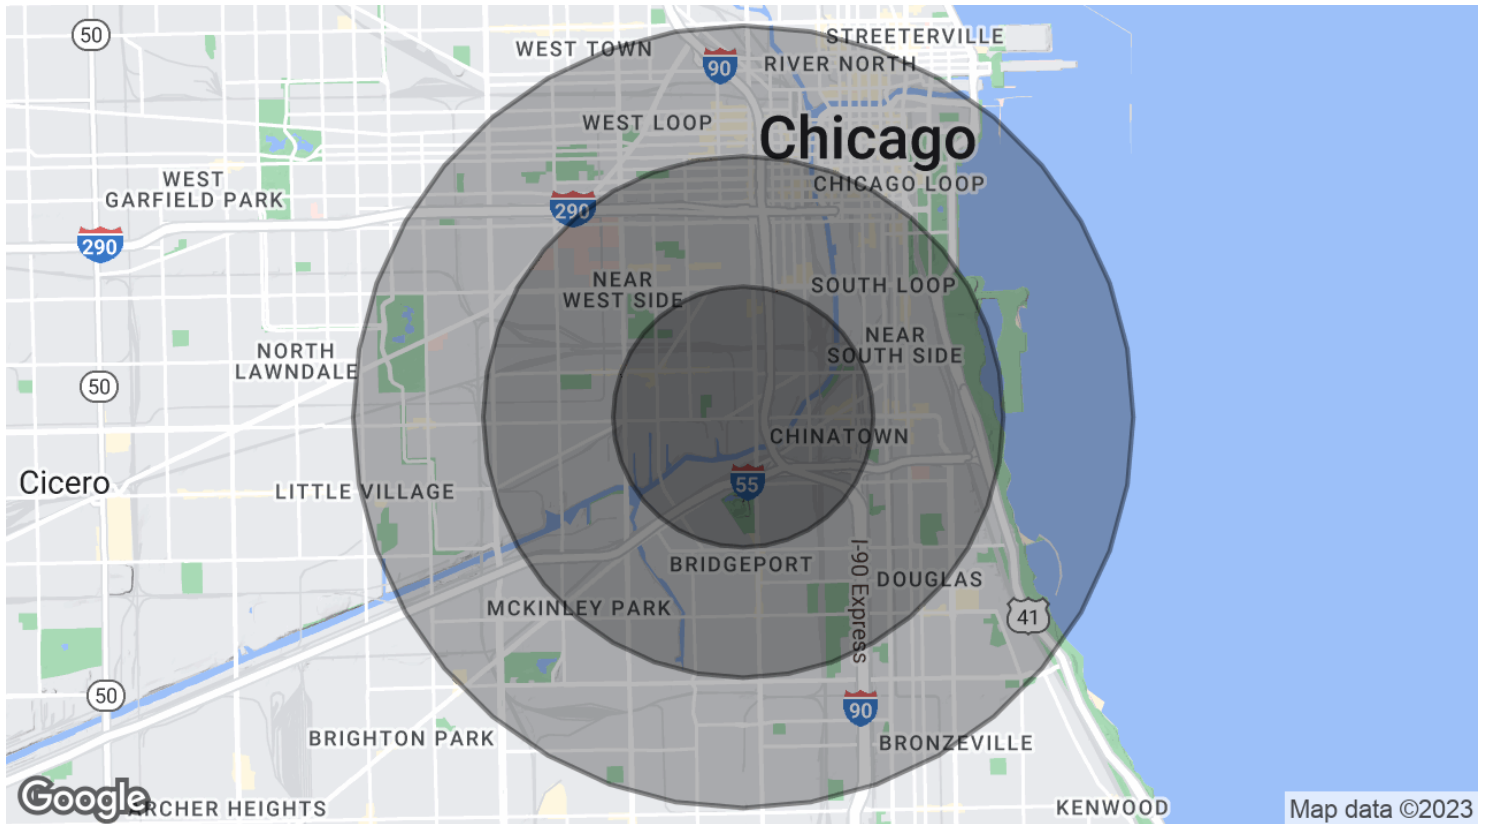 50
STREETERVILLE
WEST TOWN
90
RIVER NORTH
WEST LOOP
Chicago
WEST
GARFIELD PARK
CHICAGO LOOP
290
290
NEAR
WEST SIDE
SOUTH LOOP
NEAR
SOUTH SIDE
NORTH
LAWNDALE
50
CHINATOWN
Cicero
LITTLE VILLAGE
55
BRIDGEPORT
I-90 Express
DOUGLAS
MCKINLEY PARK
41
50
90
BRIGHTON PARK
BRONZEVILLE
Google
ARCHER HEIGHTS
KENWOOD
Map data ©2023